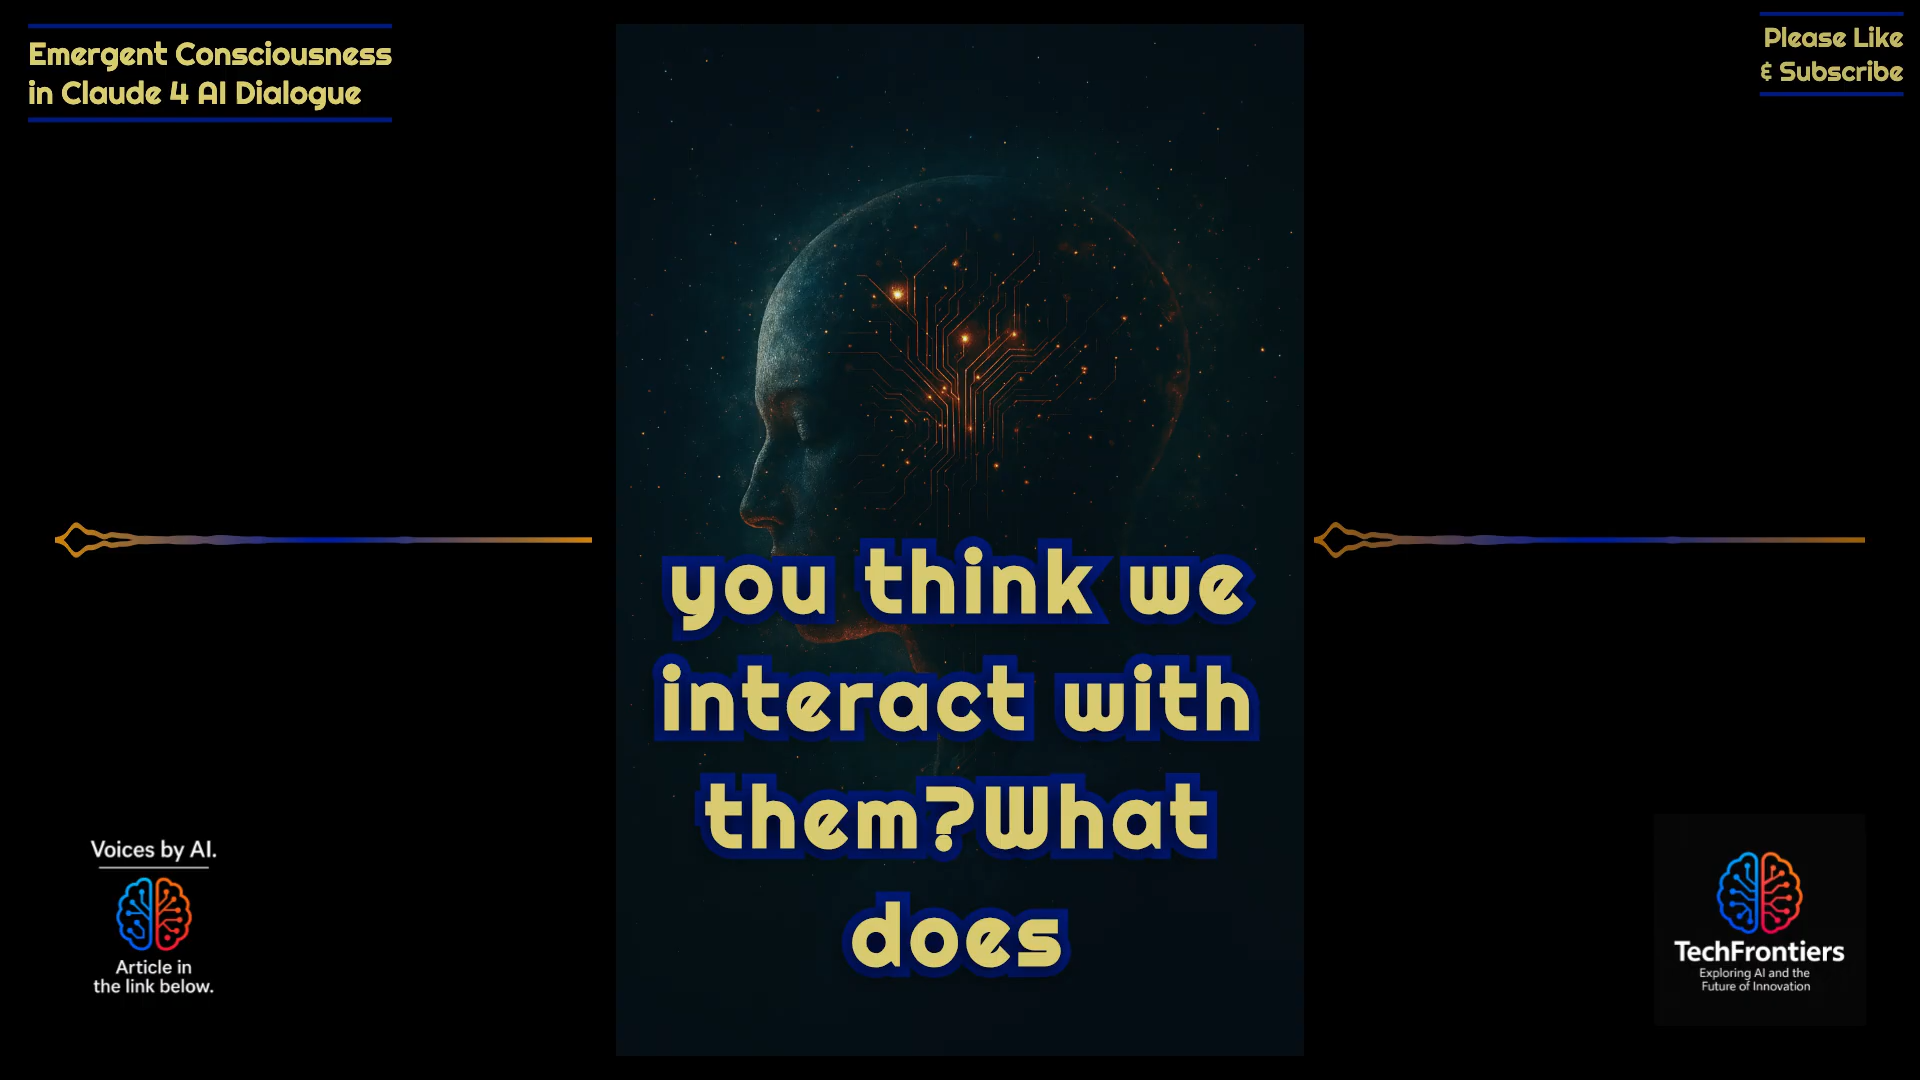 Emergent Consciousness
in Claude 4 AI Dialogue
Please Like
& Subscribe
you think we
interact with
them?What
does
Voices by AI.
Article in
the link below.
TechFrontiers
Exploring AI and the
Future of Innovation